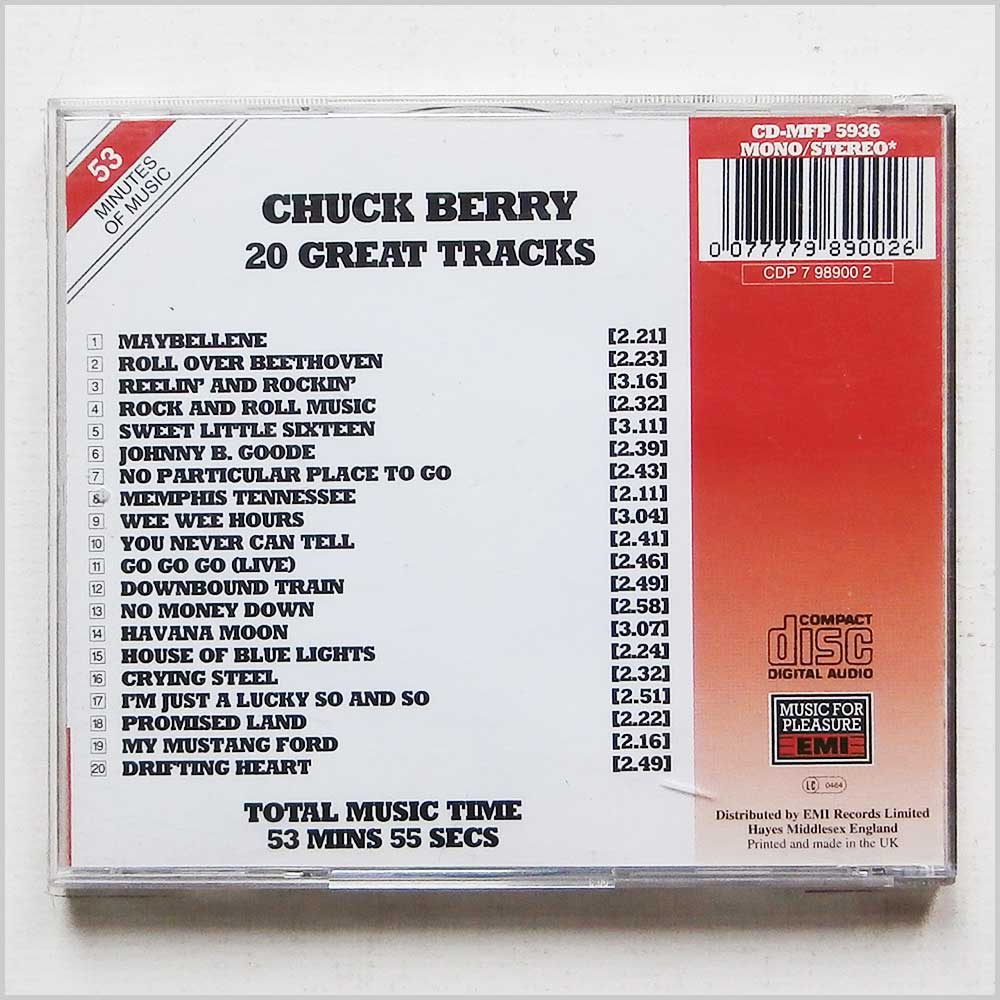 53
MINUTES
OF MUSIC
CHUCK BERRY
20 GREAT TRACKS
1 MAYBELLENE [2.21]
2 ROLL OVER BEETHOVEN [2.23]
3 REELIN' AND ROCKIN' [3.16]
4 ROCK AND ROLL MUSIC [2.32]
5 SWEET LITTLE SIXTEEN [3.11]
6 JOHNNY B. GOODE [2.39]
7 NO PARTICULAR PLACE TO GO [2.43]
8 MEMPHIS TENNESSEE [2.11]
9 WEE WEE HOURS [3.04]
10 YOU NEVER CAN TELL [2.41]
11 GO GO GO (LIVE) [2.46]
12 DOWNBOUND TRAIN [2.49]
13 NO MONEY DOWN [2.58]
14 HAVANA MOON [3.07]
15 HOUSE OF BLUE LIGHTS [2.24]
16 CRYING STEEL [2.32]
17 I'M JUST A LUCKY SO AND SO [2.51]
18 PROMISED LAND [2.22]
19 MY MUSTANG FORD [2.16]
20 DRIFTING HEART [2.49]
TOTAL MUSIC TIME
53 MINS 55 SECS
CD-MFP 5936
MONO/STEREO*
0 077779 890026
CDP 7 98900 2
COMPACT
disc
DIGITAL AUDIO
MUSIC FOR
PLEASURE
EMI
LC 0464
Distributed by EMI Records Limited
Hayes Middlesex England
Printed and made in the UK